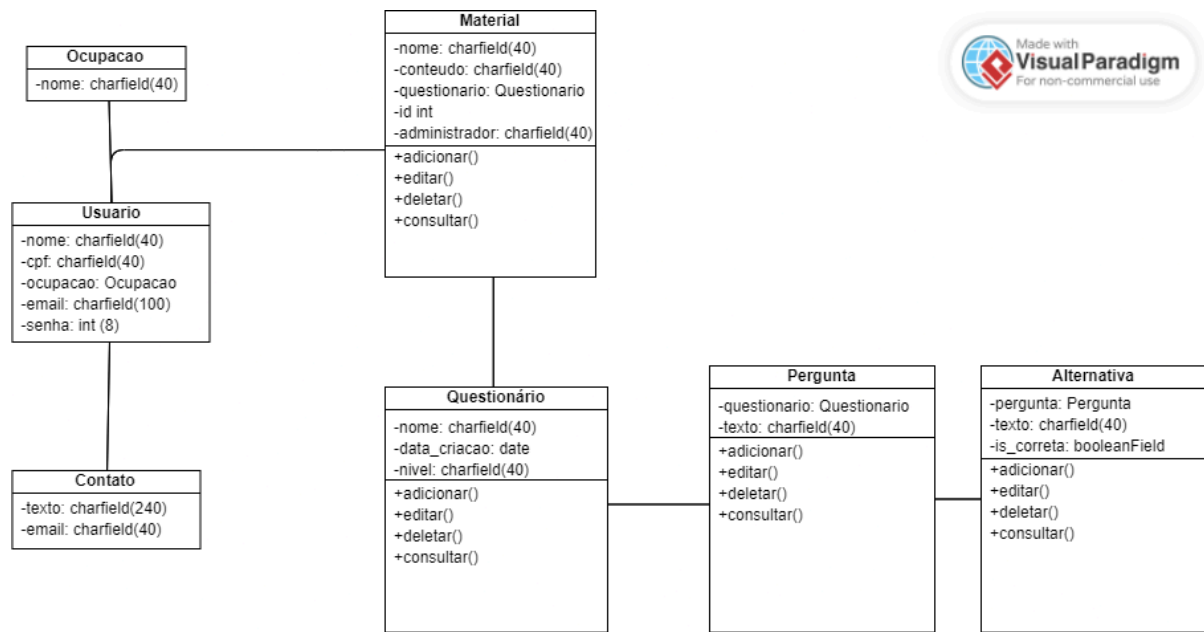 Ocupacao
-nome: charfield(40)
Material
-nome: charfield(40)
-conteudo: charfield(40)
-questionario: Questionario
-id int
-administrador: charfield(40)
+adicionar()
+editar()
+deletar()
+consultar()
Made with
VisualParadigm
For non-commercial use
Usuario
-nome: charfield(40)
-cpf: charfield(40)
-ocupacao: Ocupacao
-email: charfield(100)
-senha: int (8)
Contato
-texto: charfield(240)
-email: charfield(40)
Questionário
-nome: charfield(40)
-data_criacao: date
-nivel: charfield(40)
+adicionar()
+editar()
+deletar()
+consultar()
Pergunta
-questionario: Questionario
-texto: charfield(40)
+adicionar()
+editar()
+deletar()
+consultar()
Alternativa
-pergunta: Pergunta
-texto: charfield(40)
-is_correta: booleanField
+adicionar()
+editar()
+deletar()
+consultar()